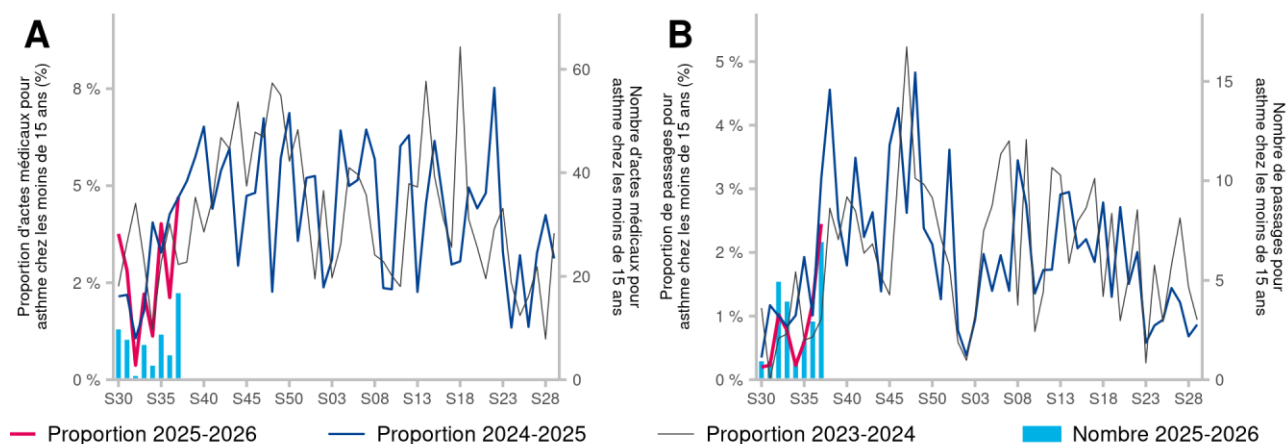 A
Proportion d'actes médicaux pour
asthme chez les moins de 15 ans (%)
8 %
5 %
2 %
0 %
60
40
20
0
Nombre d'actes médicaux pour
asthme chez les moins de 15 ans
S30 S35 S40 S45 S50 S03 S08 S13 S18 S23 S28
B
Proportion de passages pour
asthme chez les moins de 15 ans (%)
5 %
4 %
3 %
2 %
1 %
0 %
15
10
5
0
Nombre de passages pour
asthme chez les moins de 15 ans
S30 S35 S40 S45 S50 S03 S08 S13 S18 S23 S28
Proportion 2025-2026 Proportion 2024-2025 Proportion 2023-2024 Nombre 2025-2026